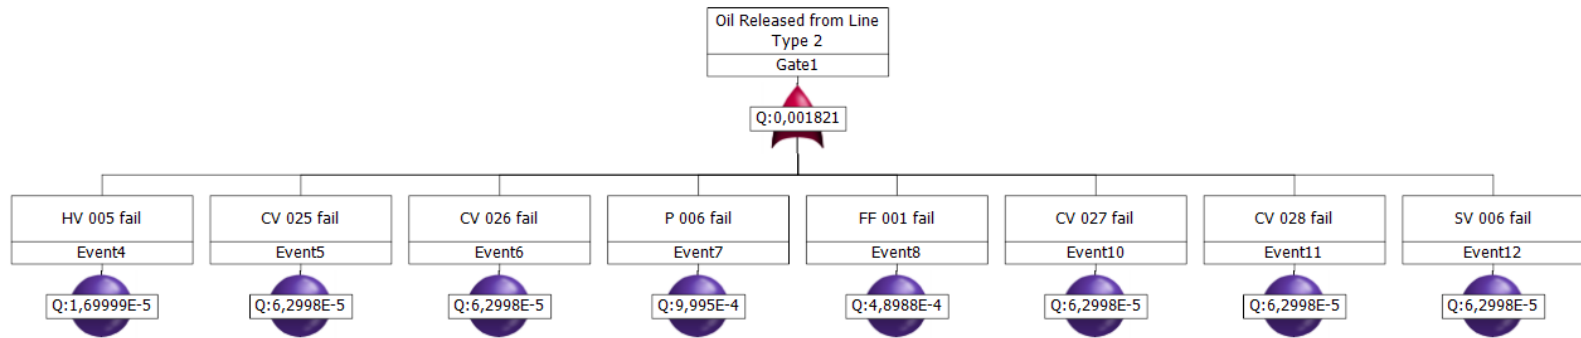 Oil Released from Line
Type 2
Gate1
Q:0,001821
HV 005 fail
Event4
Q:1,69999E-5
CV 025 fail
Event5
Q:6,2998E-5
CV 026 fail
Event6
Q:6,2998E-5
P 006 fail
Event7
Q:9,995E-4
FF 001 fail
Event8
Q:4,8988E-4
CV 027 fail
Event10
Q:6,2998E-5
CV 028 fail
Event11
Q:6,2998E-5
SV 006 fail
Event12
Q:6,2998E-5